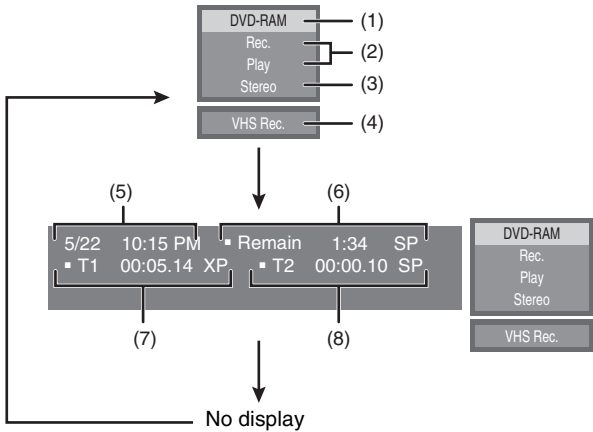 DVD-RAM (1)
Rec. (2)
Play
Stereo (3)
VHS Rec. (4)
(5) (6)
5/22 10:15 PM ▪ Remain 1:34 SP
▪ T1 00:05.14 XP ▪ T2 00:00.10 SP
DVD-RAM
Rec.
Play
Stereo
VHS Rec.
(7) (8)
No display